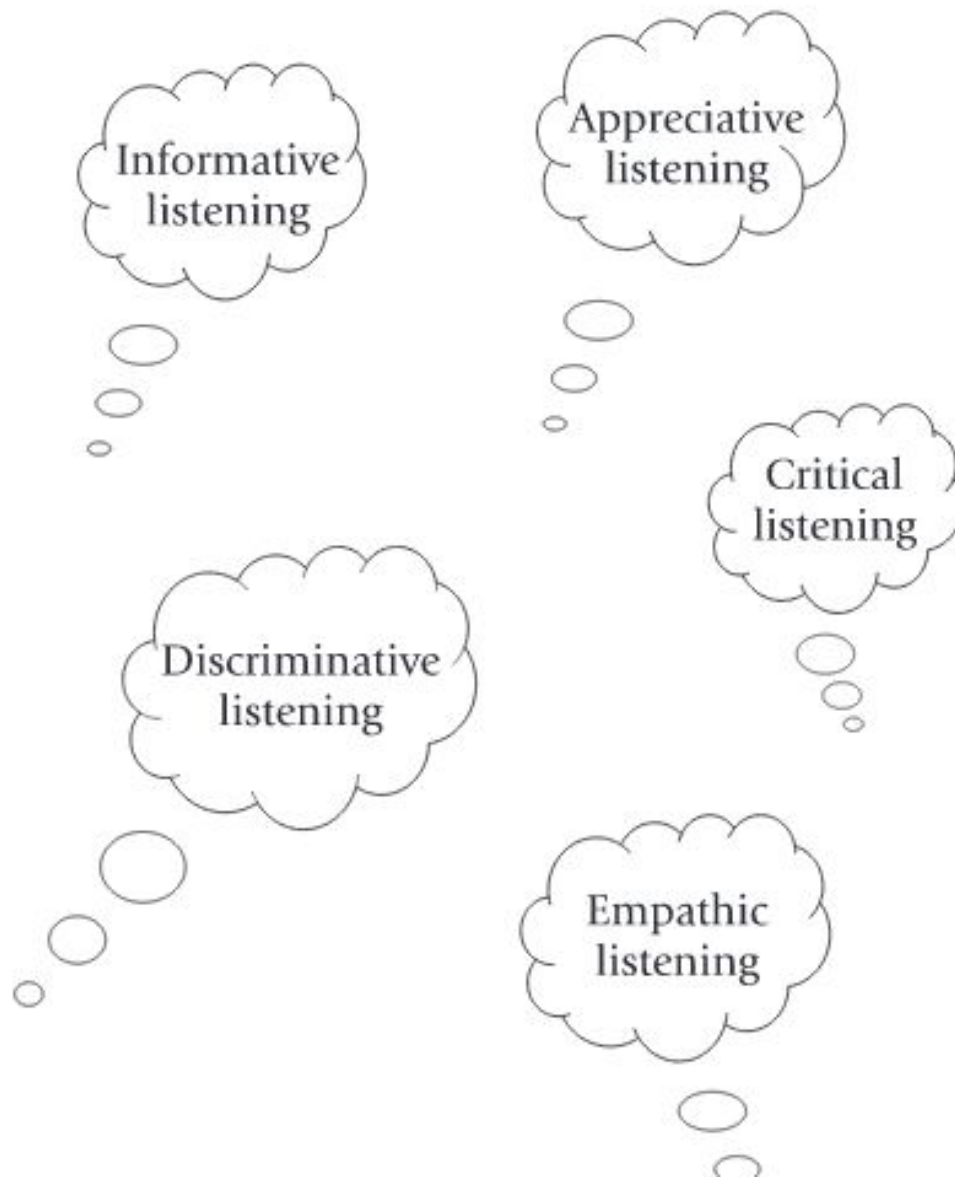 Informative
listening
Appreciative
listening
Critical
listening
Discriminative
listening
Empathic
listening